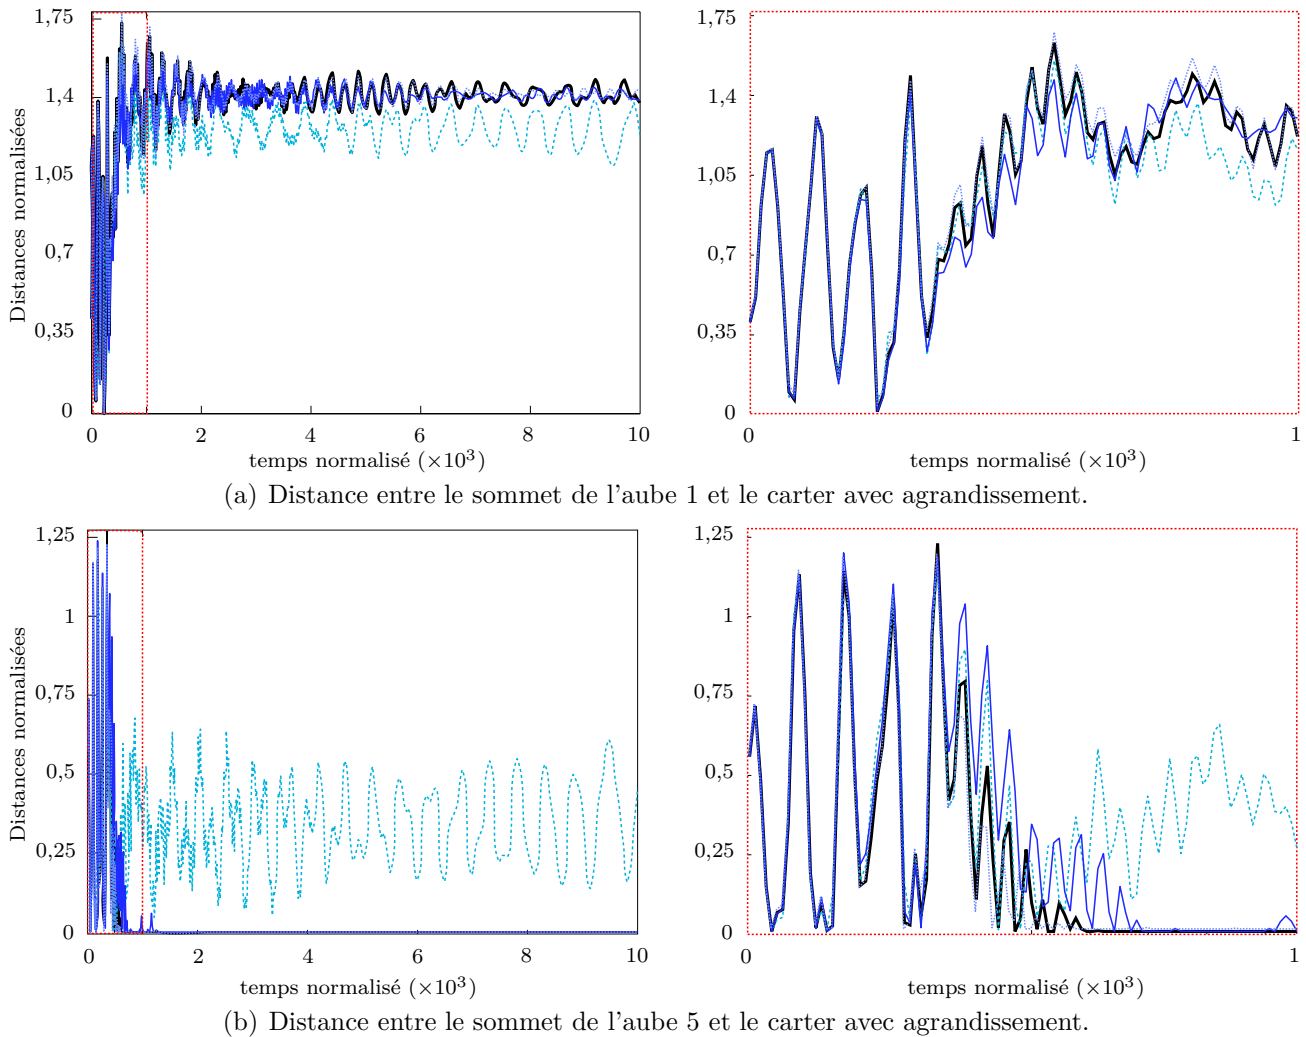 1,75
1,4
1,05
0,7
0,35
0
Distances normalisées
0 2 4 6 8 10
temps normalisé (×10³)
1,75
1,4
1,05
0,7
0,35
0
0 1
temps normalisé (×10³)
(a) Distance entre le sommet de l'aube 1 et le carter avec agrandissement.
1,25
1
0,75
0,5
0,25
0
Distances normalisées
0 2 4 6 8 10
temps normalisé (×10³)
1,25
1
0,75
0,5
0,25
0
0 1
temps normalisé (×10³)
(b) Distance entre le sommet de l'aube 5 et le carter avec agrandissement.